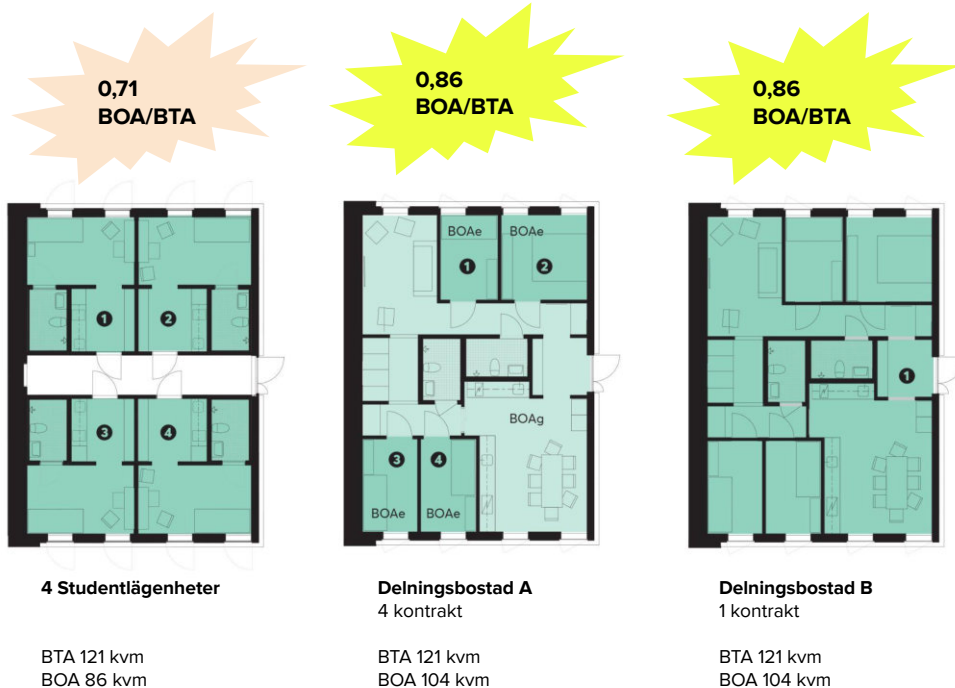 0,71
BOA/BTA
0,86
BOA/BTA
0,86
BOA/BTA
1
2
3
4
BOAe
BOAe
1
2
BOAg
3
4
BOAe
BOAe
1
4 Studentlägenheter
BTA 121 kvm
BOA 86 kvm
Delningsbostad A
4 kontrakt
BTA 121 kvm
BOA 104 kvm
Delningsbostad B
1 kontrakt
BTA 121 kvm
BOA 104 kvm